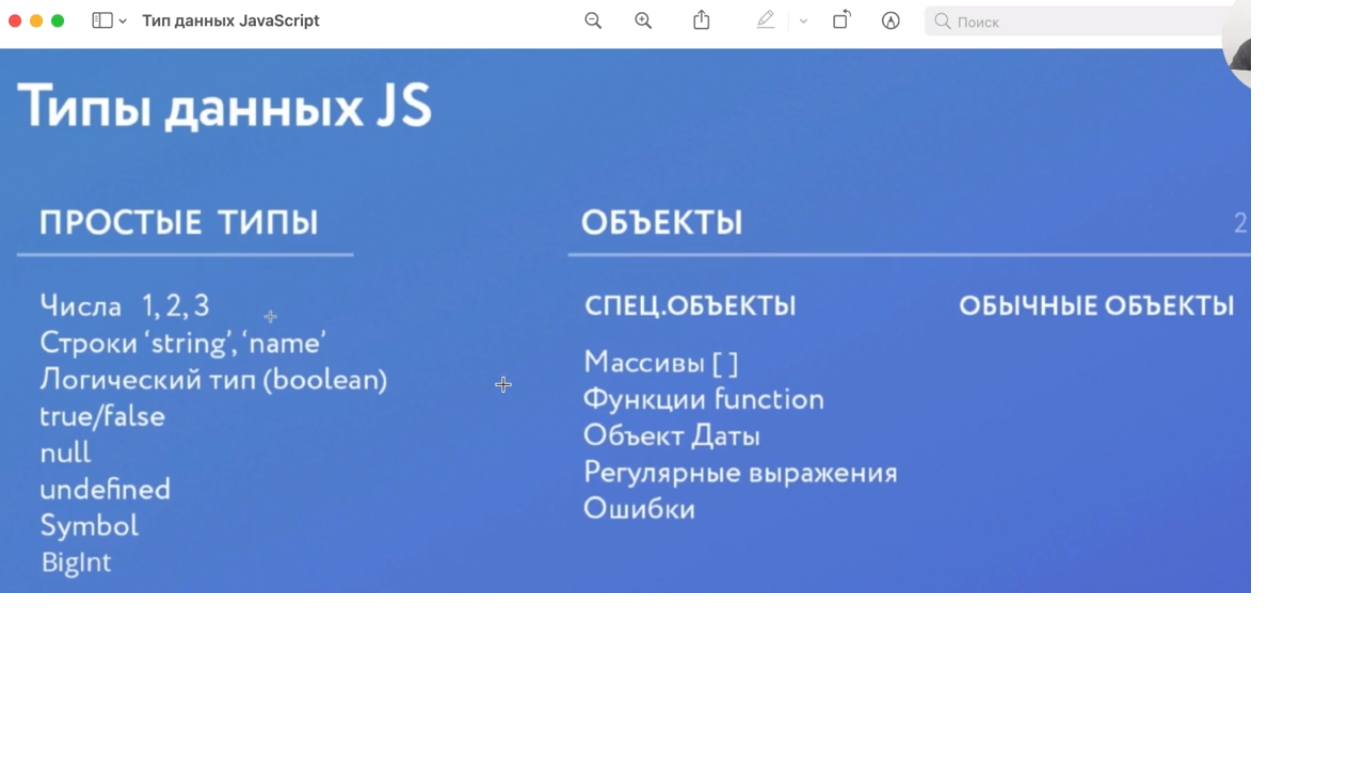 Тип данных JavaScript
Поиск
Типы данных JS
ПРОСТЫЕ ТИПЫ
Числа 1, 2, 3
Строки ‘string’, ‘name’
Логический тип (boolean)
true/false
null
undefined
Symbol
BigInt
ОБЪЕКТЫ
2
СПЕЦ.ОБЪЕКТЫ
Массивы [ ]
Функции function
Объект Даты
Регулярные выражения
Ошибки
ОБЫЧНЫЕ ОБЪЕКТЫ